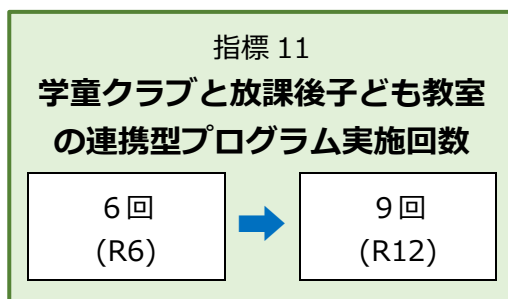 指標 11
学童クラブと放課後子ども教室
の連携型プログラム実施回数
6回
(R6)
9回
(R12)